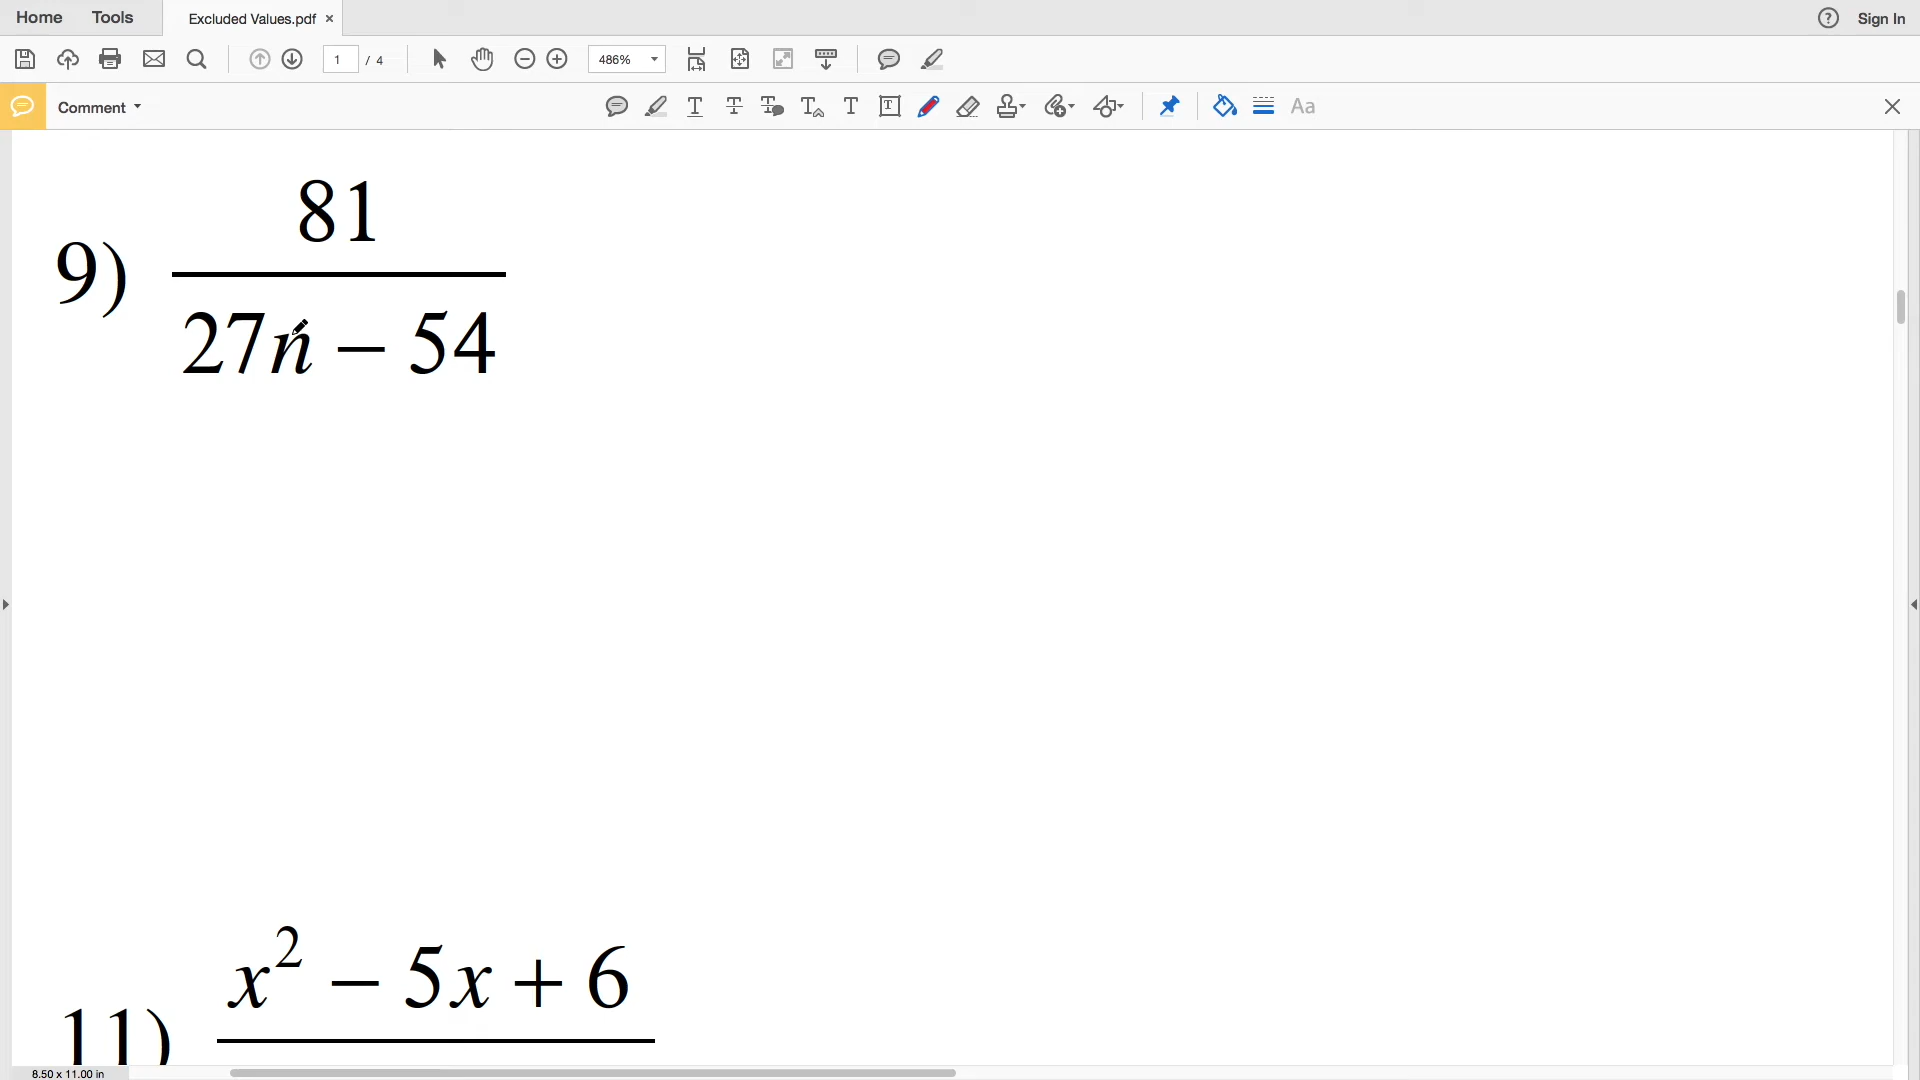 Home Tools Excluded Values.pdf × ? Sign In
1 / 4 486%
Comment T T T T T T Aa
81
9)
27n − 54
x² − 5x + 6
11)
8.50 x 11.00 in